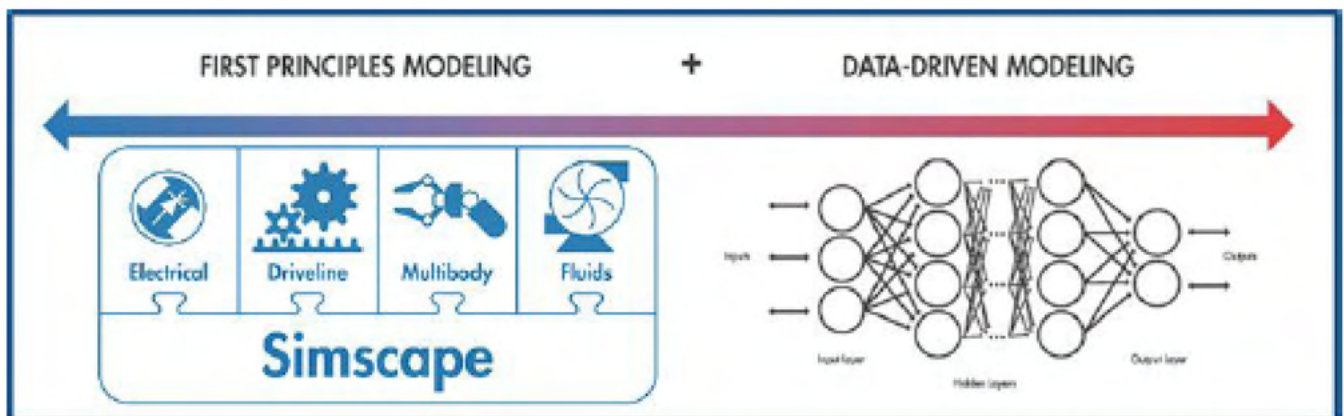 FIRST PRINCIPLES MODELING + DATA-DRIVEN MODELING
Electrical Driveline Multibody Fluids
Simscape
Inputs
Outputs
Input layer
Hidden Layers
Output layer